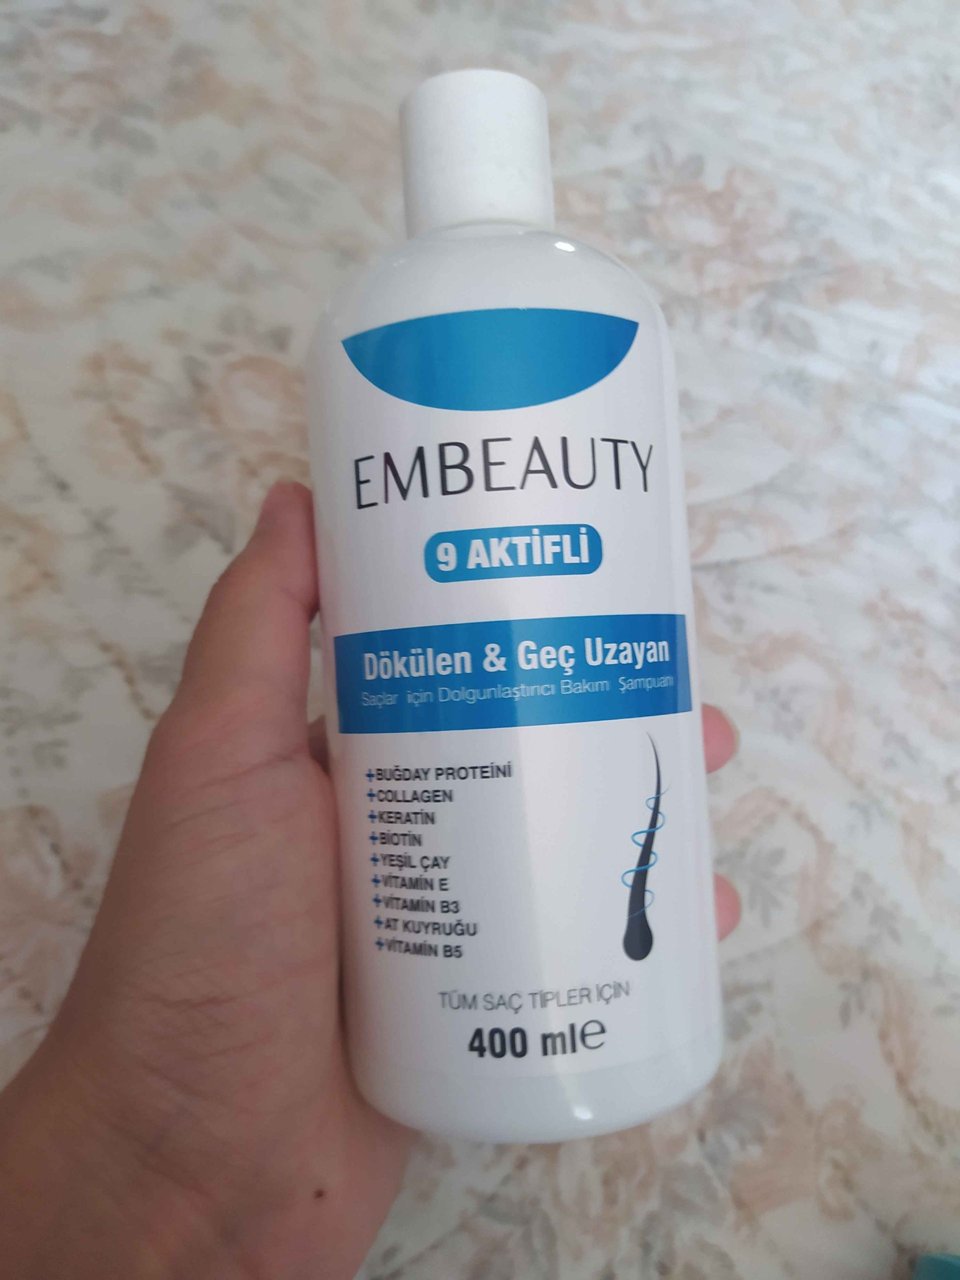 EMBEAUTY
9 AKTİFLİ
Dökülen & Geç Uzayan
Saçlar için Dolgunlaştırıcı Bakım Şampuanı
+BUĞDAY PROTEİNİ
+COLLAGEN
+KERATİN
+BİOTİN
+YEŞİL ÇAY
+VİTAMİN E
+VİTAMİN B3
+AT KUYRUĞU
+VİTAMİN B5
TÜM SAÇ TİPLER İÇİN
400 ml℮